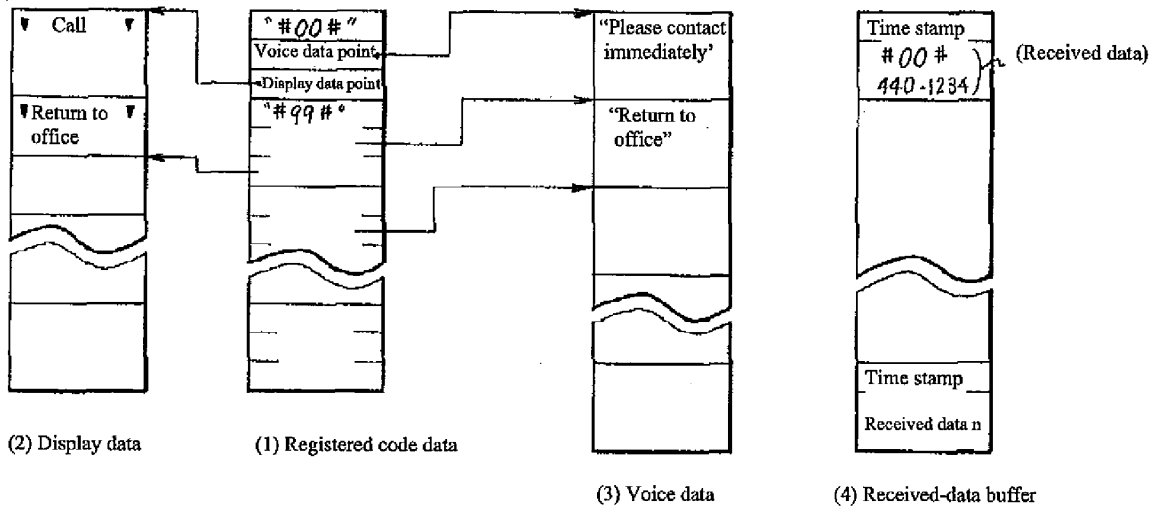 ▼ Call ▼
▼ Return to ▼
office
(2) Display data
"#00#"
Voice data point
Display data point
"#99#"
(1) Registered code data
“Please contact
immediately’
“Return to
office”
(3) Voice data
Time stamp
#00#
440-1234
(Received data)
Time stamp
Received data n
(4) Received-data buffer